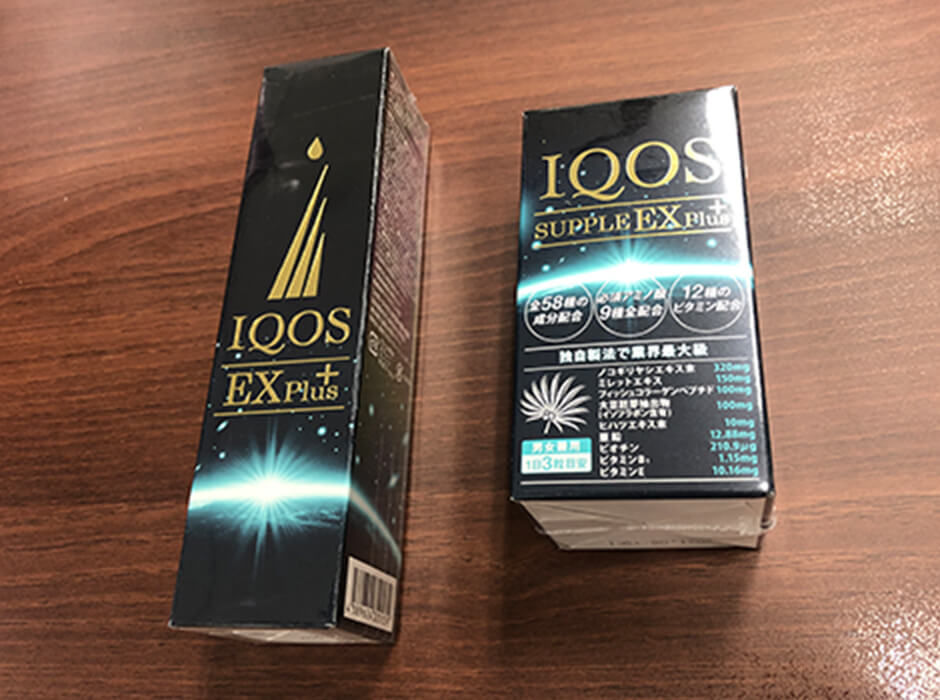 IQOS
EX Plus+
IQOS
SUPPLE EX Plus+
全58種の
成分配合
必須アミノ酸
9種全配合
12種の
ビタミン配合
独自製法で業界最大級
ノコギリヤシエキス末 320mg
ミレットエキス 150mg
フィッシュコラーゲンペプチド 100mg
大豆胚芽抽出物 100mg
(イソフラボン含有)
ヒハツエキス末 10mg
亜鉛 12.88mg
ビオチン 210.9μg
ビタミンB₆ 1.15mg
ビタミンE 10.16mg
男女兼用
1日3粒目安